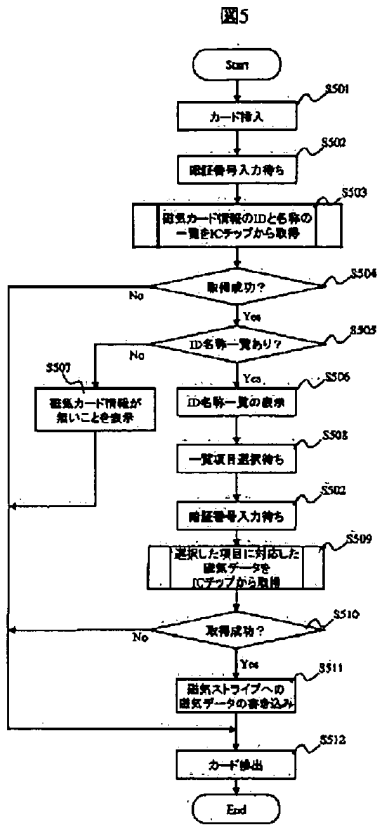 図5
Start
S501
カード挿入
S502
暗証番号入力待ち
S503
磁気カード情報のIDと名称の
一覧をICチップから取得
S504
取得成功？
No
Yes
S505
ID名称一覧あり？
No
Yes
S507
磁気カード情報が
無いことを表示
S506
ID名称一覧の表示
S508
一覧項目選択待ち
S502
暗証番号入力待ち
S509
選択した項目に対応した
磁気データを
ICチップから取得
S510
取得成功？
No
Yes
S511
磁気ストライプへの
磁気データの書き込み
S512
カード排出
End